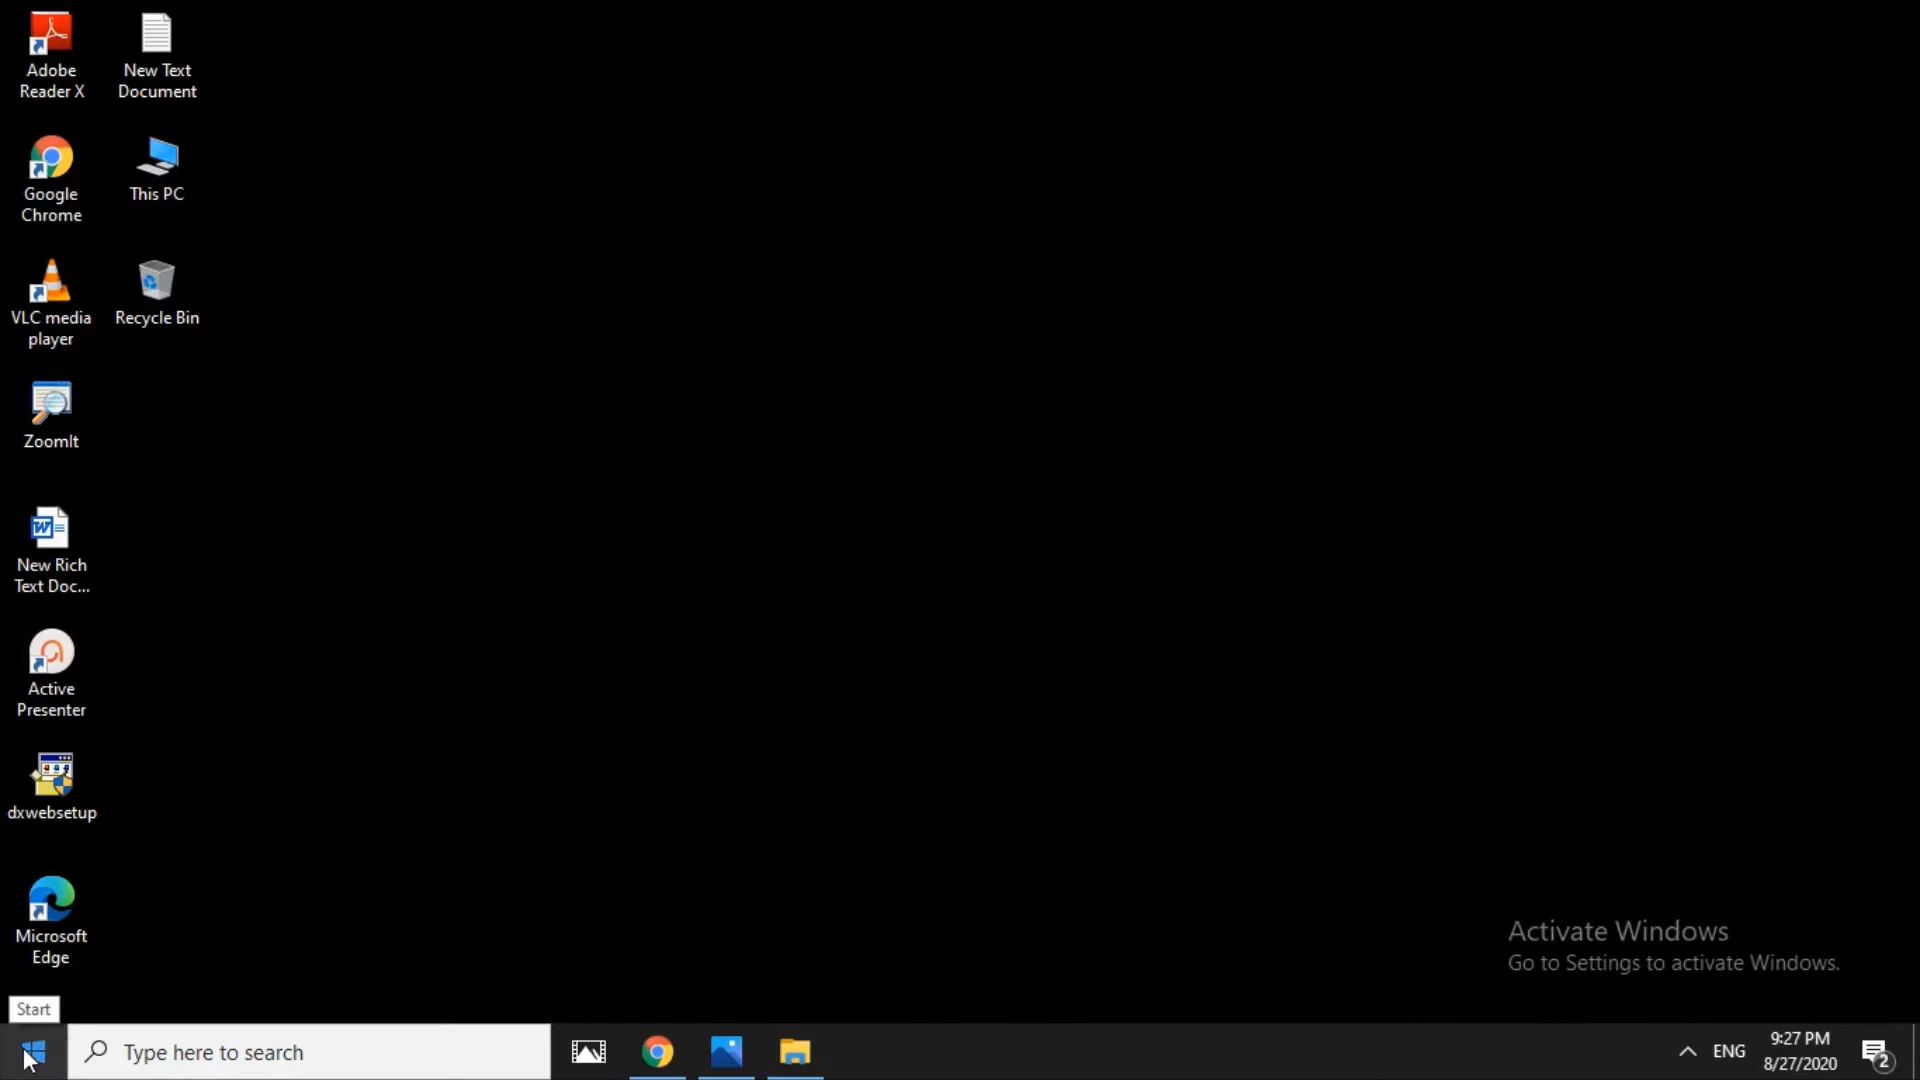 Adobe
Reader X
New Text
Document
Google
Chrome
This PC
VLC media
player
Recycle Bin
ZoomIt
New Rich
Text Doc...
Active
Presenter
dxwebsetup
Microsoft
Edge
Activate Windows
Go to Settings to activate Windows.
Start
Type here to search
ENG
9:27 PM
8/27/2020
2